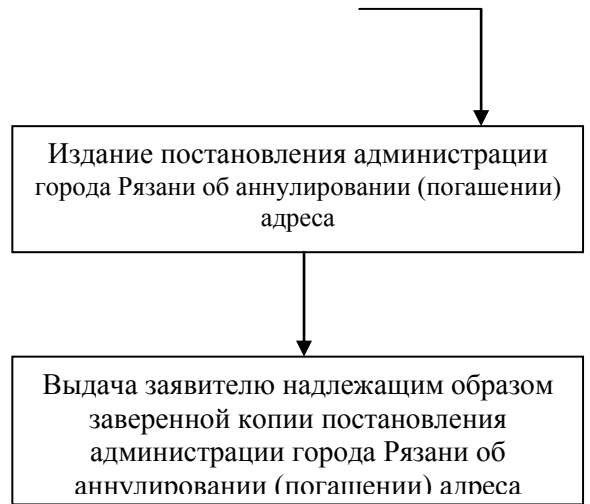 Издание постановления администрации
города Рязани об аннулировании (погашении)
адреса
Выдача заявителю надлежащим образом
заверенной копии постановления
администрации города Рязани об
аннулировании (погашении) адреса